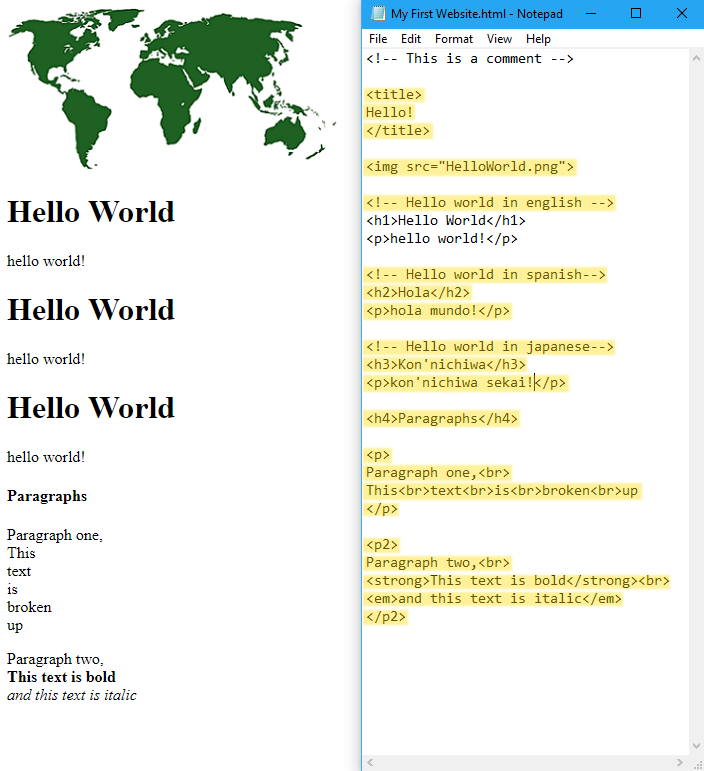 Hello World
hello world!
Hello World
hello world!
Hello World
hello world!
Paragraphs
Paragraph one,
This
text
is
broken
up
Paragraph two,
This text is bold
and this text is italic
My First Website.html - Notepad
File Edit Format View Help
<!-- This is a comment -->
<title>
Hello!
</title>
<img src="HelloWorld.png">
<!-- Hello world in english -->
<h1>Hello World</h1>
<p>hello world!</p>
<!-- Hello world in spanish-->
<h2>Hola</h2>
<p>hola mundo!</p>
<!-- Hello world in japanese-->
<h3>Kon'nichiwa</h3>
<p>kon'nichiwa sekai!</p>
<h4>Paragraphs</h4>
<p>
Paragraph one,<br>
This<br>text<br>is<br>broken<br>up
</p>
<p2>
Paragraph two,<br>
<strong>This text is bold</strong><br>
<em>and this text is italic</em>
</p2>